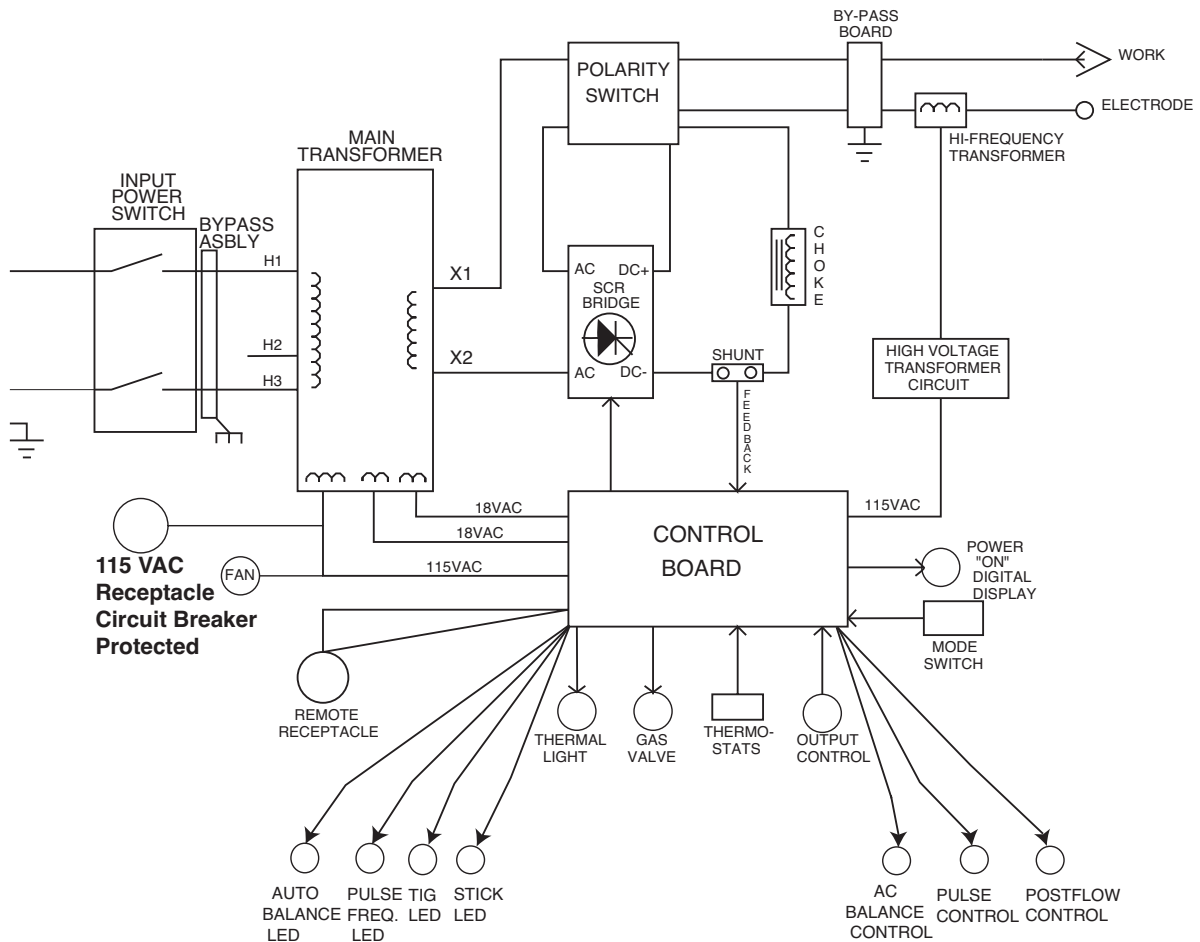 BY-PASS
BOARD
WORK
POLARITY
SWITCH
ELECTRODE
HI-FREQUENCY
TRANSFORMER
MAIN
TRANSFORMER
INPUT
POWER
SWITCH
BYPASS
ASBLY
H1
H2
H3
X1
X2
AC
DC+
SCR
BRIDGE
AC
DC-
CHOKE
SHUNT
FEEDBACK
HIGH VOLTAGE
TRANSFORMER
CIRCUIT
18VAC
18VAC
115VAC
CONTROL
BOARD
115VAC
115 VAC
Receptacle
Circuit Breaker
Protected
FAN
POWER
"ON"
DIGITAL
DISPLAY
MODE
SWITCH
REMOTE
RECEPTACLE
THERMAL
LIGHT
GAS
VALVE
THERMO-
STATS
OUTPUT
CONTROL
AUTO
BALANCE
LED
PULSE
FREQ.
LED
TIG
LED
STICK
LED
AC
BALANCE
CONTROL
PULSE
CONTROL
POSTFLOW
CONTROL